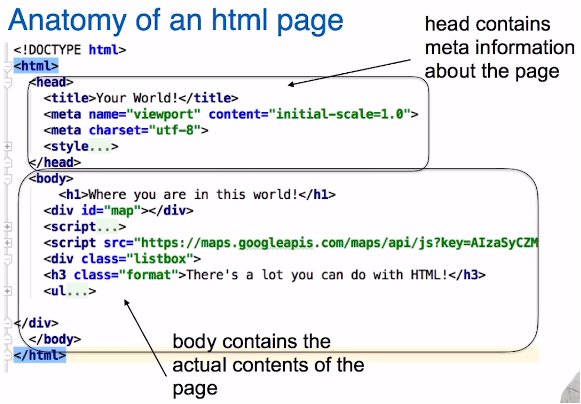 Anatomy of an html page
head contains
meta information
about the page
<!DOCTYPE html>
<html>
<head>
<title>Your World!</title>
<meta name="viewport" content="initial-scale=1.0">
<meta charset="utf-8">
<style...>
</head>
<body>
<h1>Where you are in this world!</h1>
<div id="map"></div>
<script...>
<script src="https://maps.googleapis.com/maps/api/js?key=AIzaSyCZM
<div class="listbox">
<h3 class="format">There's a lot you can do with HTML!</h3>
<ul...>
</div>
</body>
</html>
body contains the
actual contents of the
page